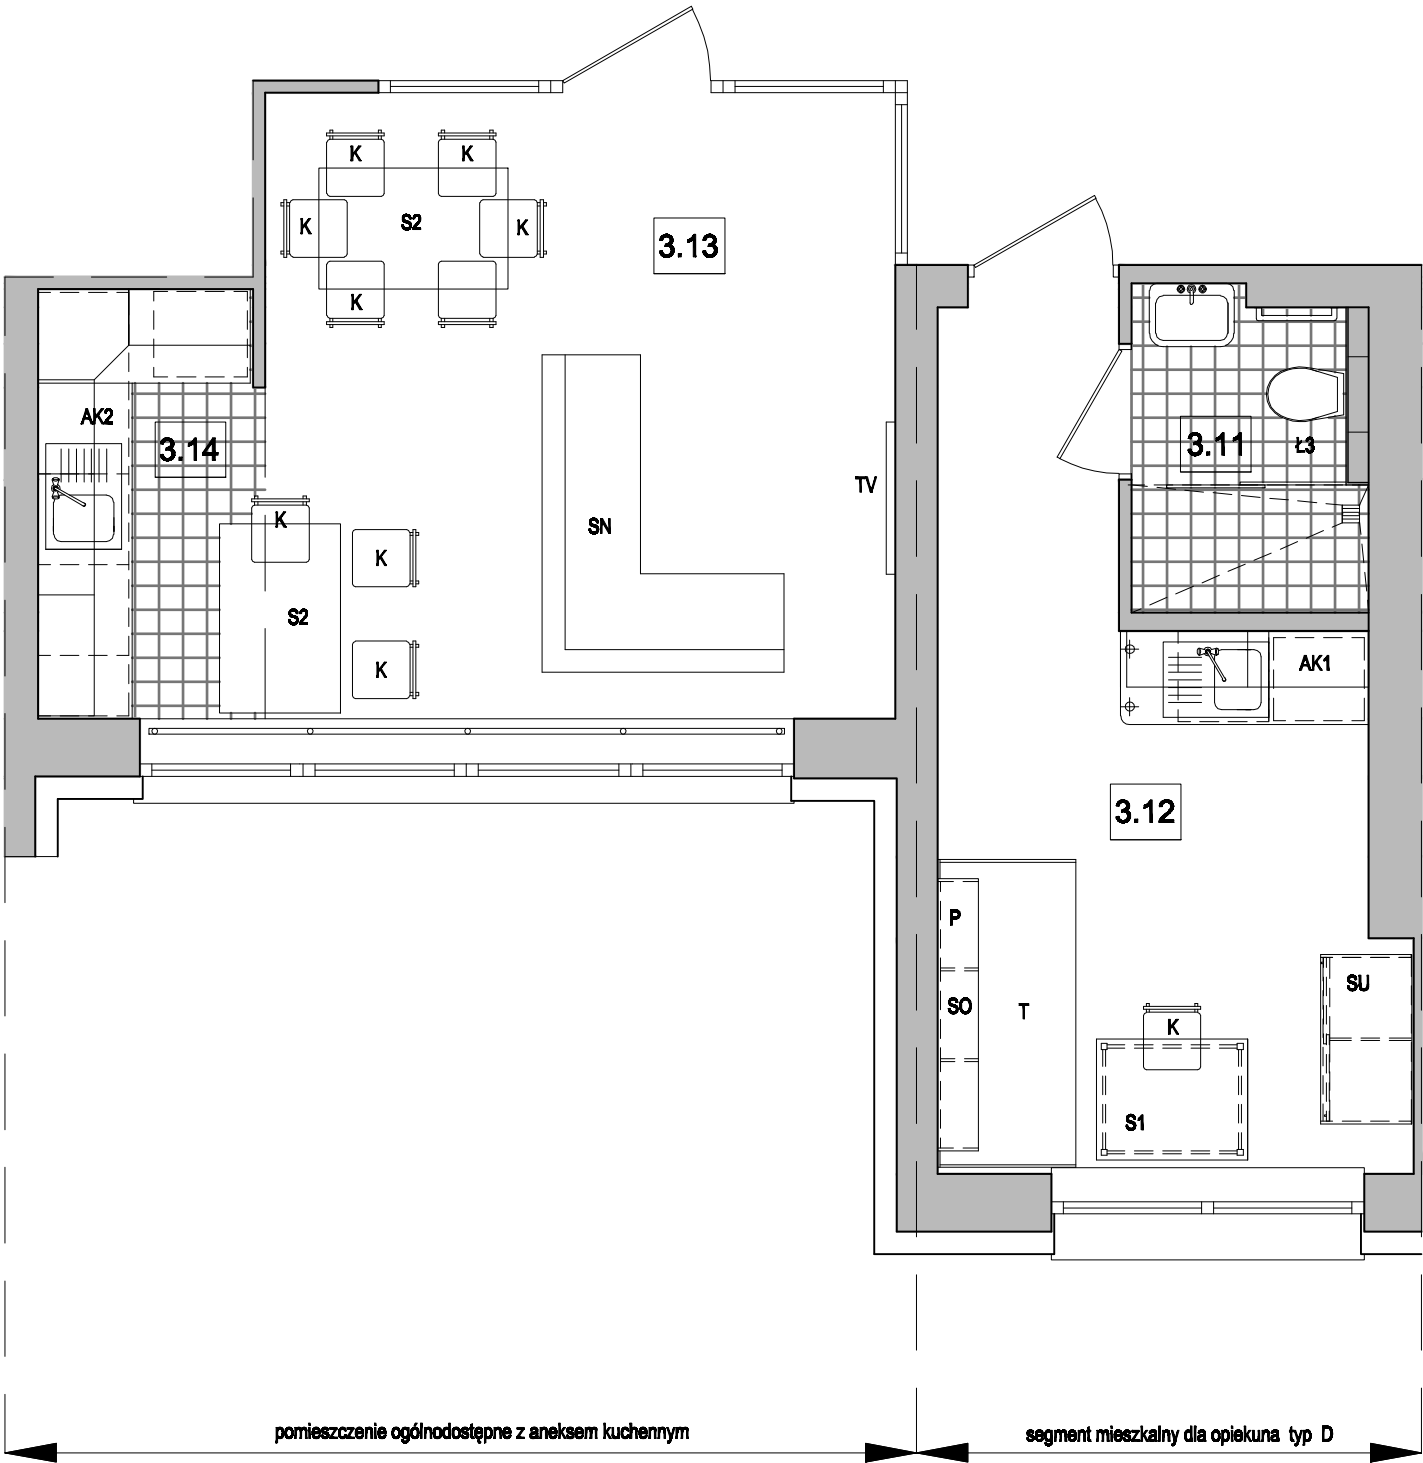 K K
K S2 K
3.13
K
AK2
3.14
3.11 Ł3
TV
K
SN
K
S2
K
AK1
3.12
P
SU
SO T
K
S1
pomieszczenie ogólnodostępne z aneksem kuchennym
segment mieszkalny dla opiekuna typ D